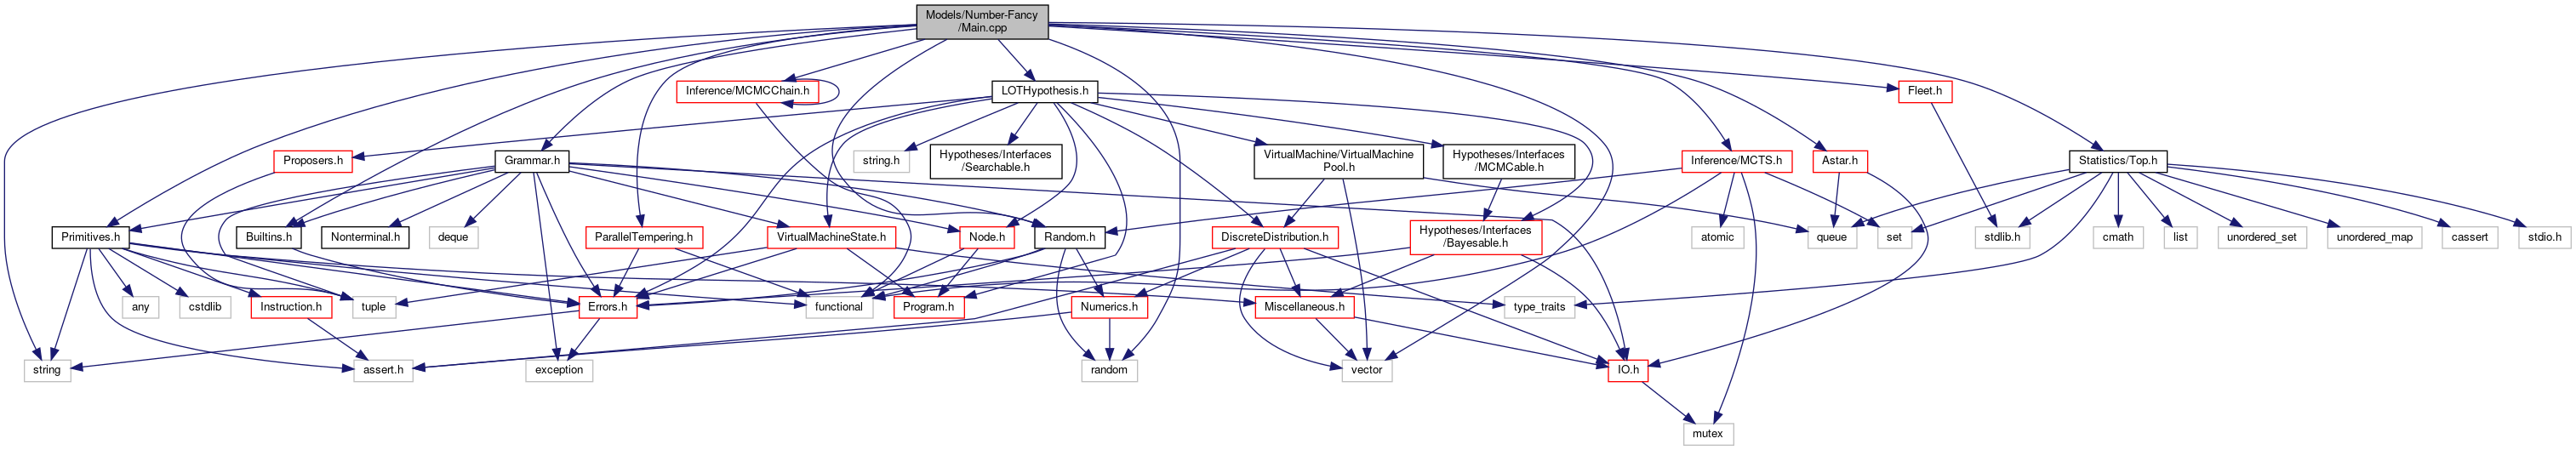 Models/Number-Fancy
/Main.cpp
Inference/MCMCChain.h
LOTHypothesis.h
Fleet.h
Proposers.h
Grammar.h
string.h
Hypotheses/Interfaces
/Searchable.h
VirtualMachine/VirtualMachine
Pool.h
Hypotheses/Interfaces
/MCMCable.h
Inference/MCTS.h
Astar.h
Statistics/Top.h
Primitives.h
Builtins.h
Nonterminal.h
deque
ParallelTempering.h
VirtualMachineState.h
Node.h
Random.h
DiscreteDistribution.h
Hypotheses/Interfaces
/Bayesable.h
atomic
queue
set
stdlib.h
cmath
list
unordered_set
unordered_map
cassert
stdio.h
any
cstdlib
Instruction.h
tuple
Errors.h
functional
Program.h
Numerics.h
Miscellaneous.h
type_traits
string
assert.h
exception
random
vector
IO.h
mutex